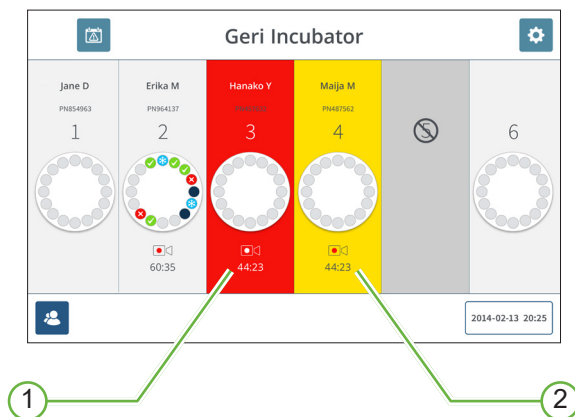 Geri Incubator
Jane D
PN854963
1
Erika M
PN964137
2
60:35
Hanako Y
3
44:23
Maija M
PN487562
4
44:23
5
6
2014-02-13 20:25
1
2